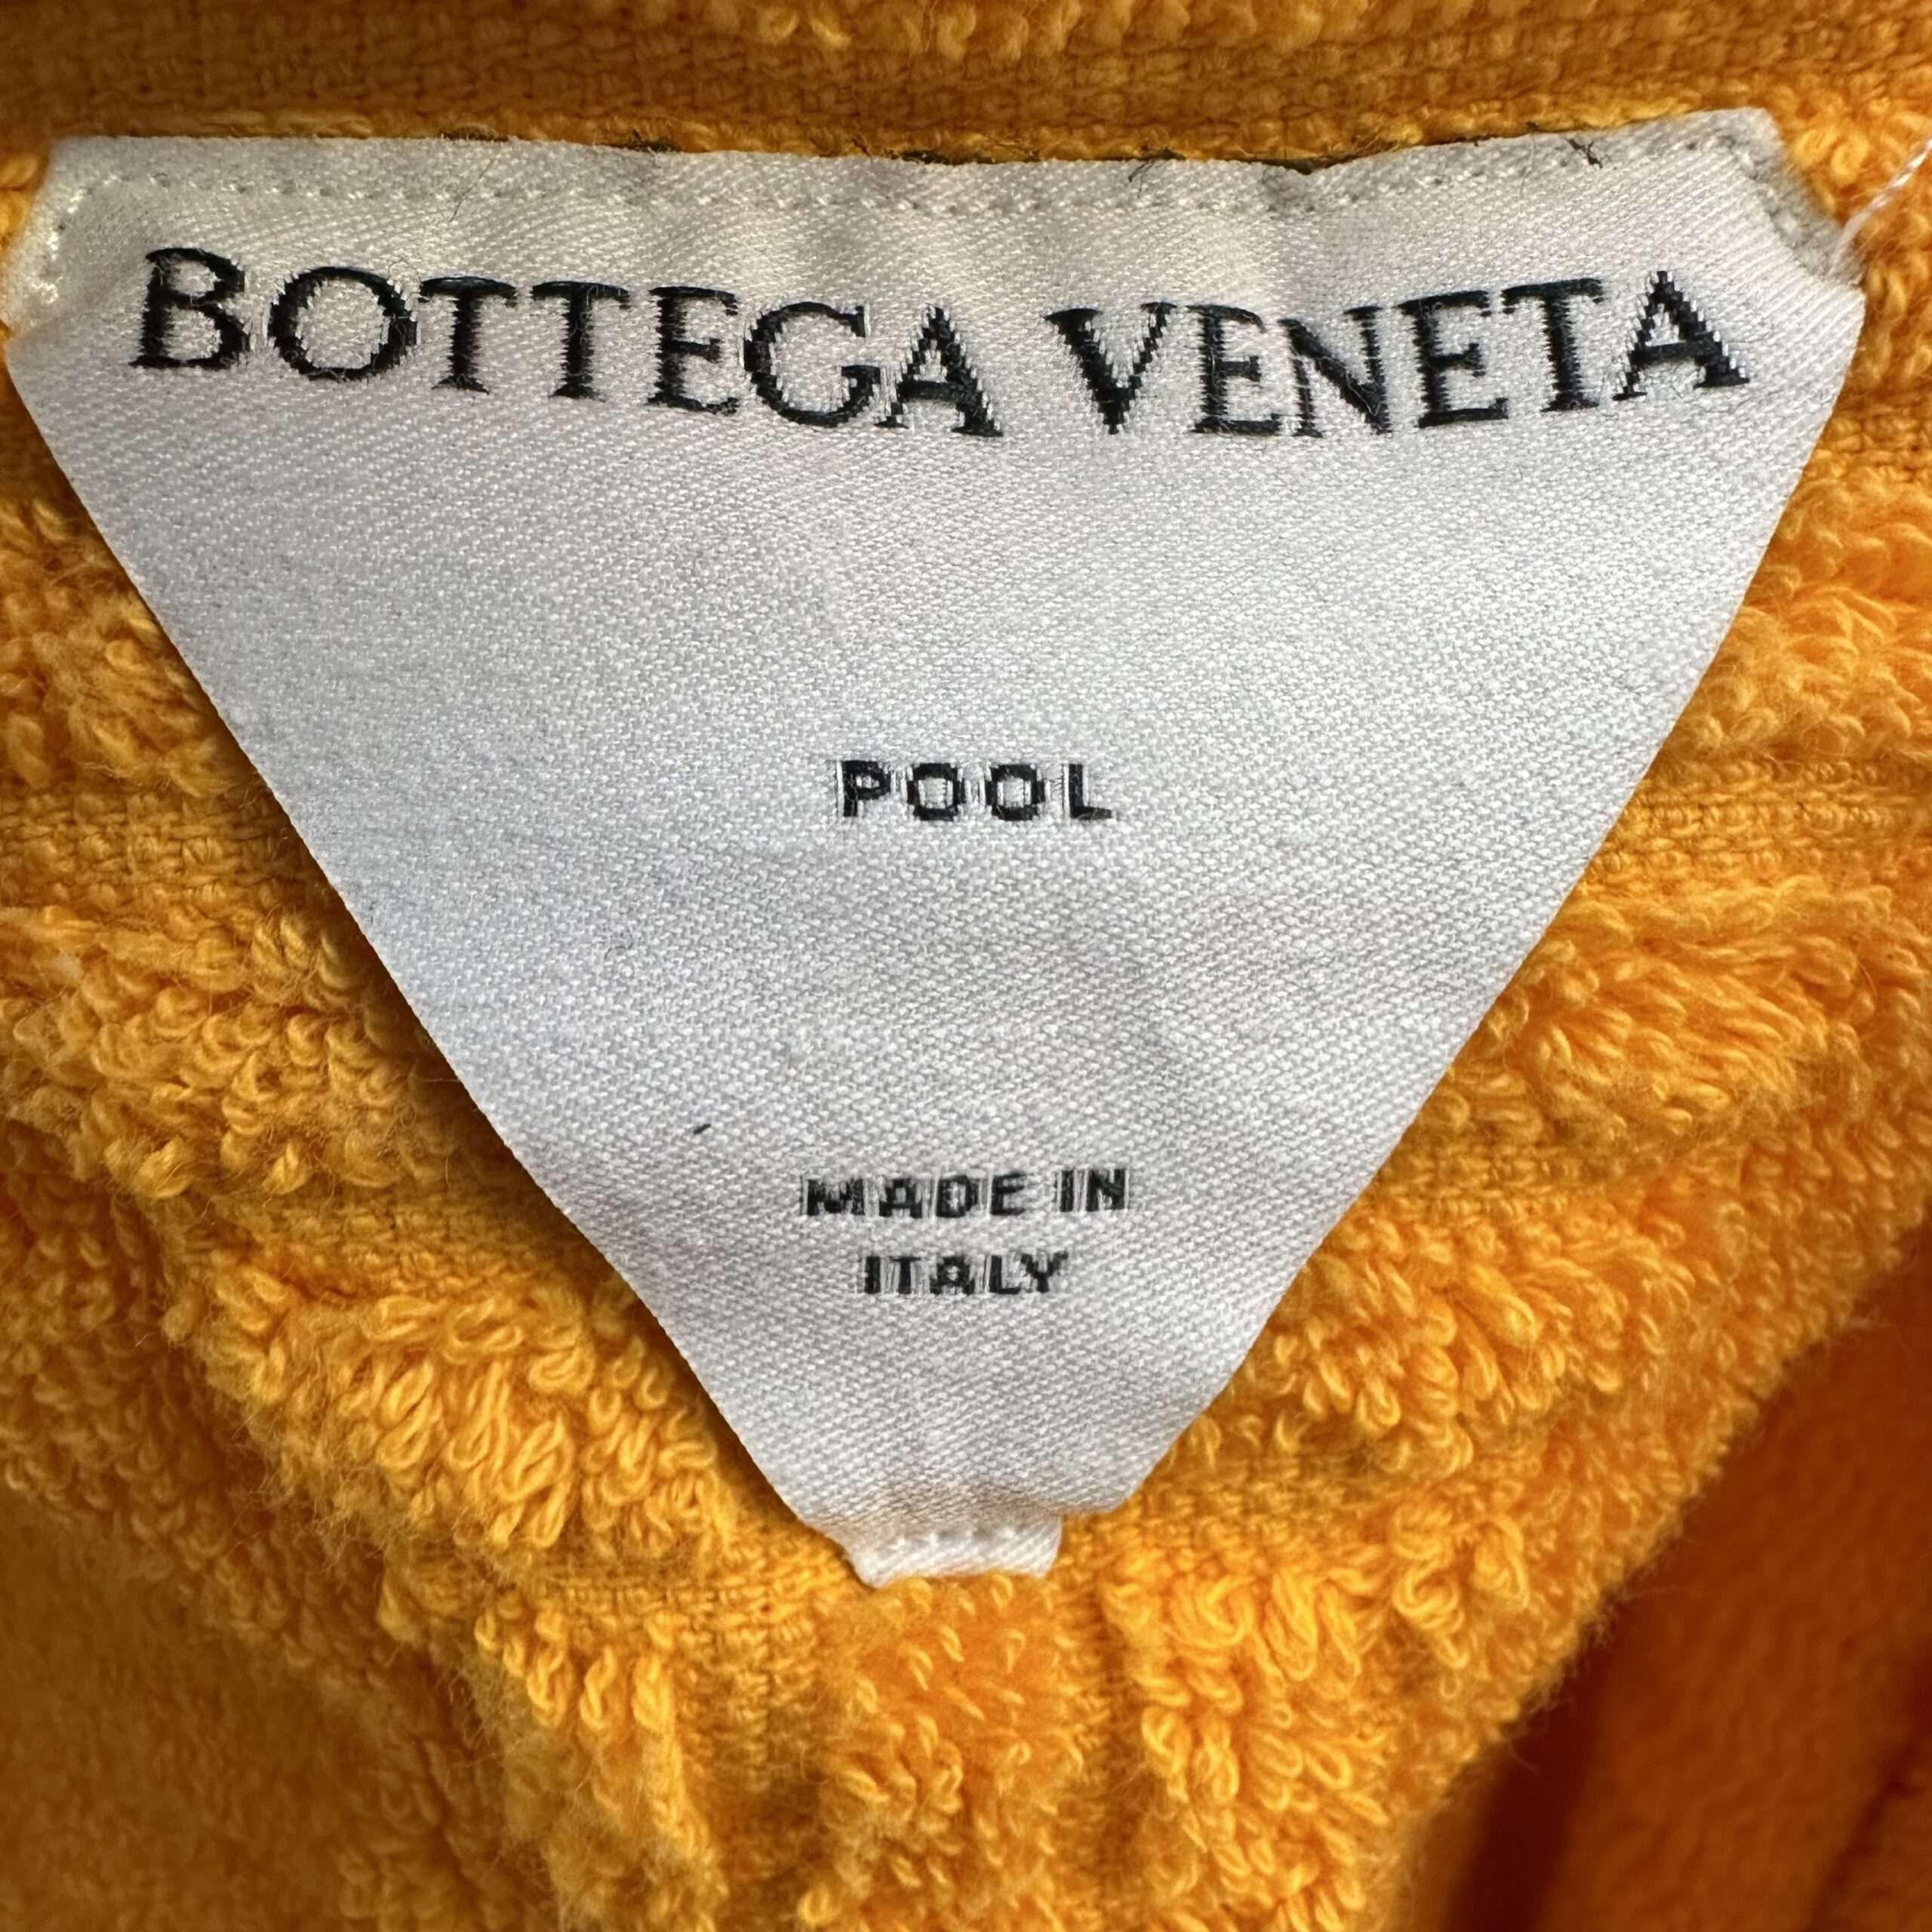 BOTTEGA VENETA
POOL
MADE IN
ITALY